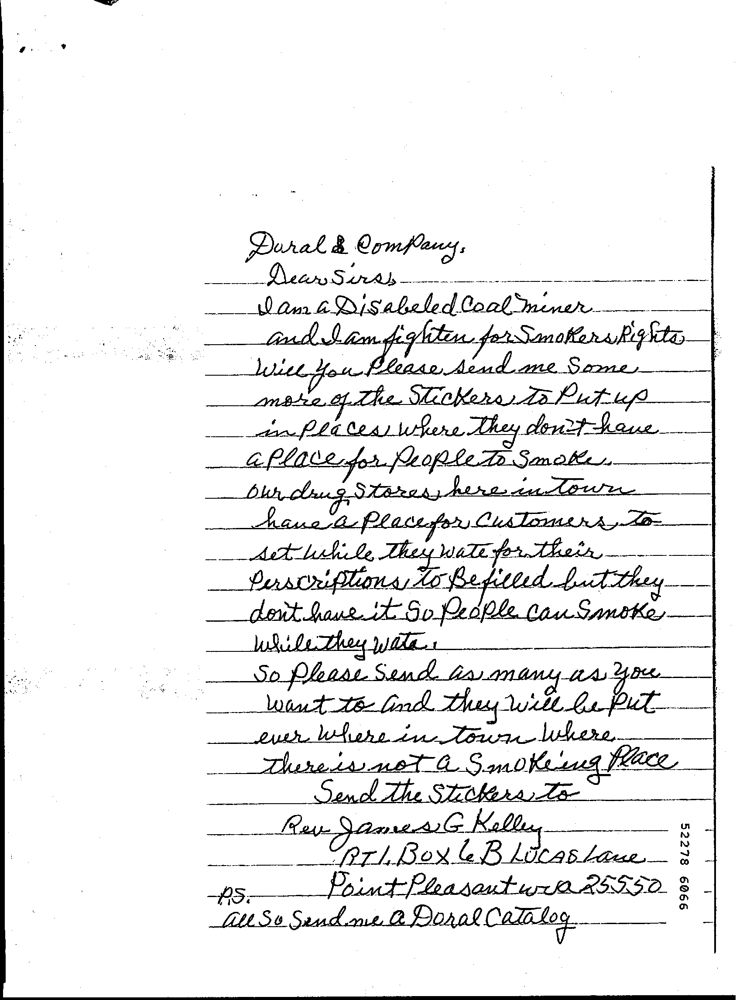 Doral & Company,
Dear Sirs,
I am a Disabeled Coal miner
and I am fighten for Smokers Rights
Will You Please send me Some
more of the Stickers to Put up
in Places Where they don't have
a Place for People to Smoke.
Our drug Stores here in town
have a Place for Customers to
set while they wate for their
Perscriptions to Be filled but they
dont have it So People Can Smoke
While they wate.
So Please Send as many as you
want to and they will be Put
ever where in town where
there is not a Smokeing Place
Send the Stickers to
Rev James G Kelley
RT1, Box 6 B LUCAS Lane
Point Pleasant wva 25550
P.S.
all So Send me a Doral Catalog
52278 6066